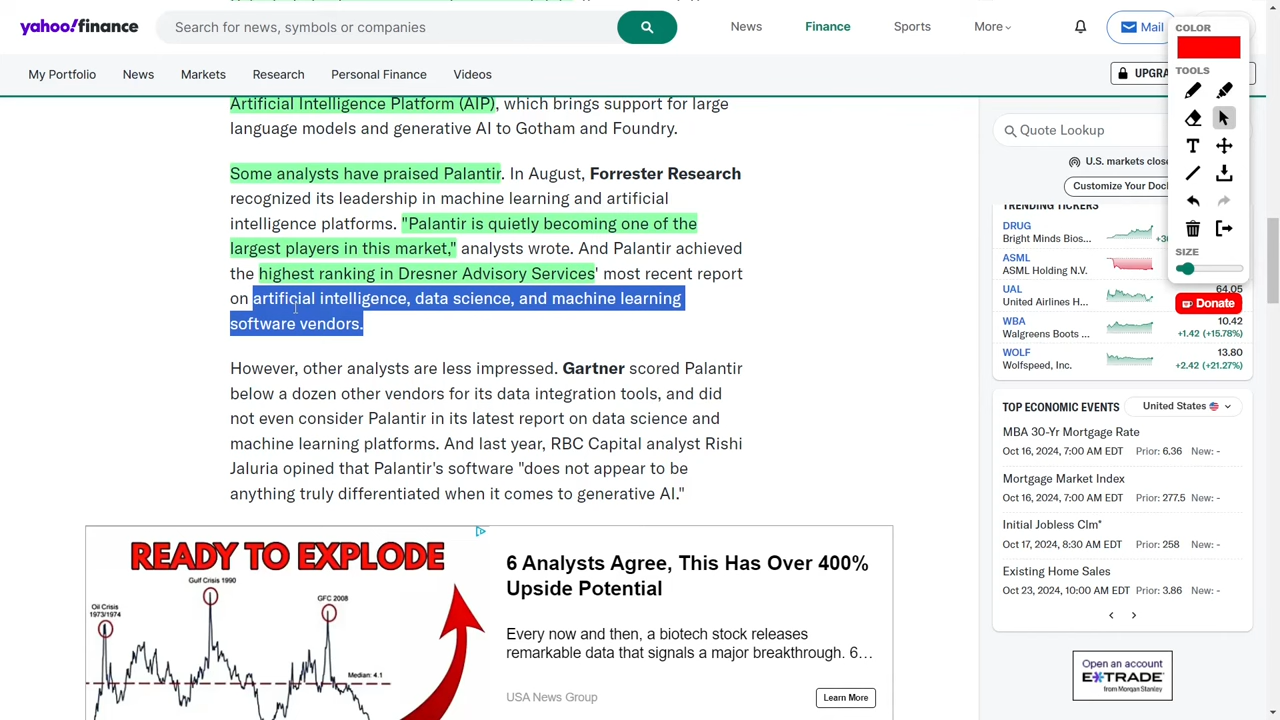 yahoo!finance
Search for news, symbols or companies
News
Finance
Sports
More
Mail
My Portfolio
News
Markets
Research
Personal Finance
Videos
COLOR
TOOLS
SIZE
Donate
Artificial Intelligence Platform (AIP), which brings support for large
language models and generative AI to Gotham and Foundry.
Some analysts have praised Palantir. In August, Forrester Research
recognized its leadership in machine learning and artificial
intelligence platforms. "Palantir is quietly becoming one of the
largest players in this market," analysts wrote. And Palantir achieved
the highest ranking in Dresner Advisory Services' most recent report
on artificial intelligence, data science, and machine learning
software vendors.
However, other analysts are less impressed. Gartner scored Palantir
below a dozen other vendors for its data integration tools, and did
not even consider Palantir in its latest report on data science and
machine learning platforms. And last year, RBC Capital analyst Rishi
Jaluria opined that Palantir's software "does not appear to be
anything truly differentiated when it comes to generative AI."
READY TO EXPLODE
Gulf Crisis 1990
Oil Crisis
1973/1974
GFC 2008
Median: 4.1
6 Analysts Agree, This Has Over 400%
Upside Potential
Every now and then, a biotech stock releases
remarkable data that signals a major breakthrough. 6…
USA News Group
Learn More
Quote Lookup
U.S. markets close
Customize Your Doc
TRENDING TICKERS
DRUG
Bright Minds Bios...
ASML
ASML Holding N.V.
UAL 64.05
United Airlines H...
WBA 10.42
Walgreens Boots ... +1.42 (+15.78%)
WOLF 13.80
Wolfspeed, Inc. +2.42 (+21.27%)
TOP ECONOMIC EVENTS
United States
MBA 30-Yr Mortgage Rate
Oct 16, 2024, 7:00 AM EDT Prior: 6.36 New: -
Mortgage Market Index
Oct 16, 2024, 7:00 AM EDT Prior: 277.5 New: -
Initial Jobless Clm*
Oct 17, 2024, 8:30 AM EDT Prior: 258 New: -
Existing Home Sales
Oct 23, 2024, 10:00 AM EDT Prior: 3.86 New: -
Open an account
E*TRADE
from Morgan Stanley